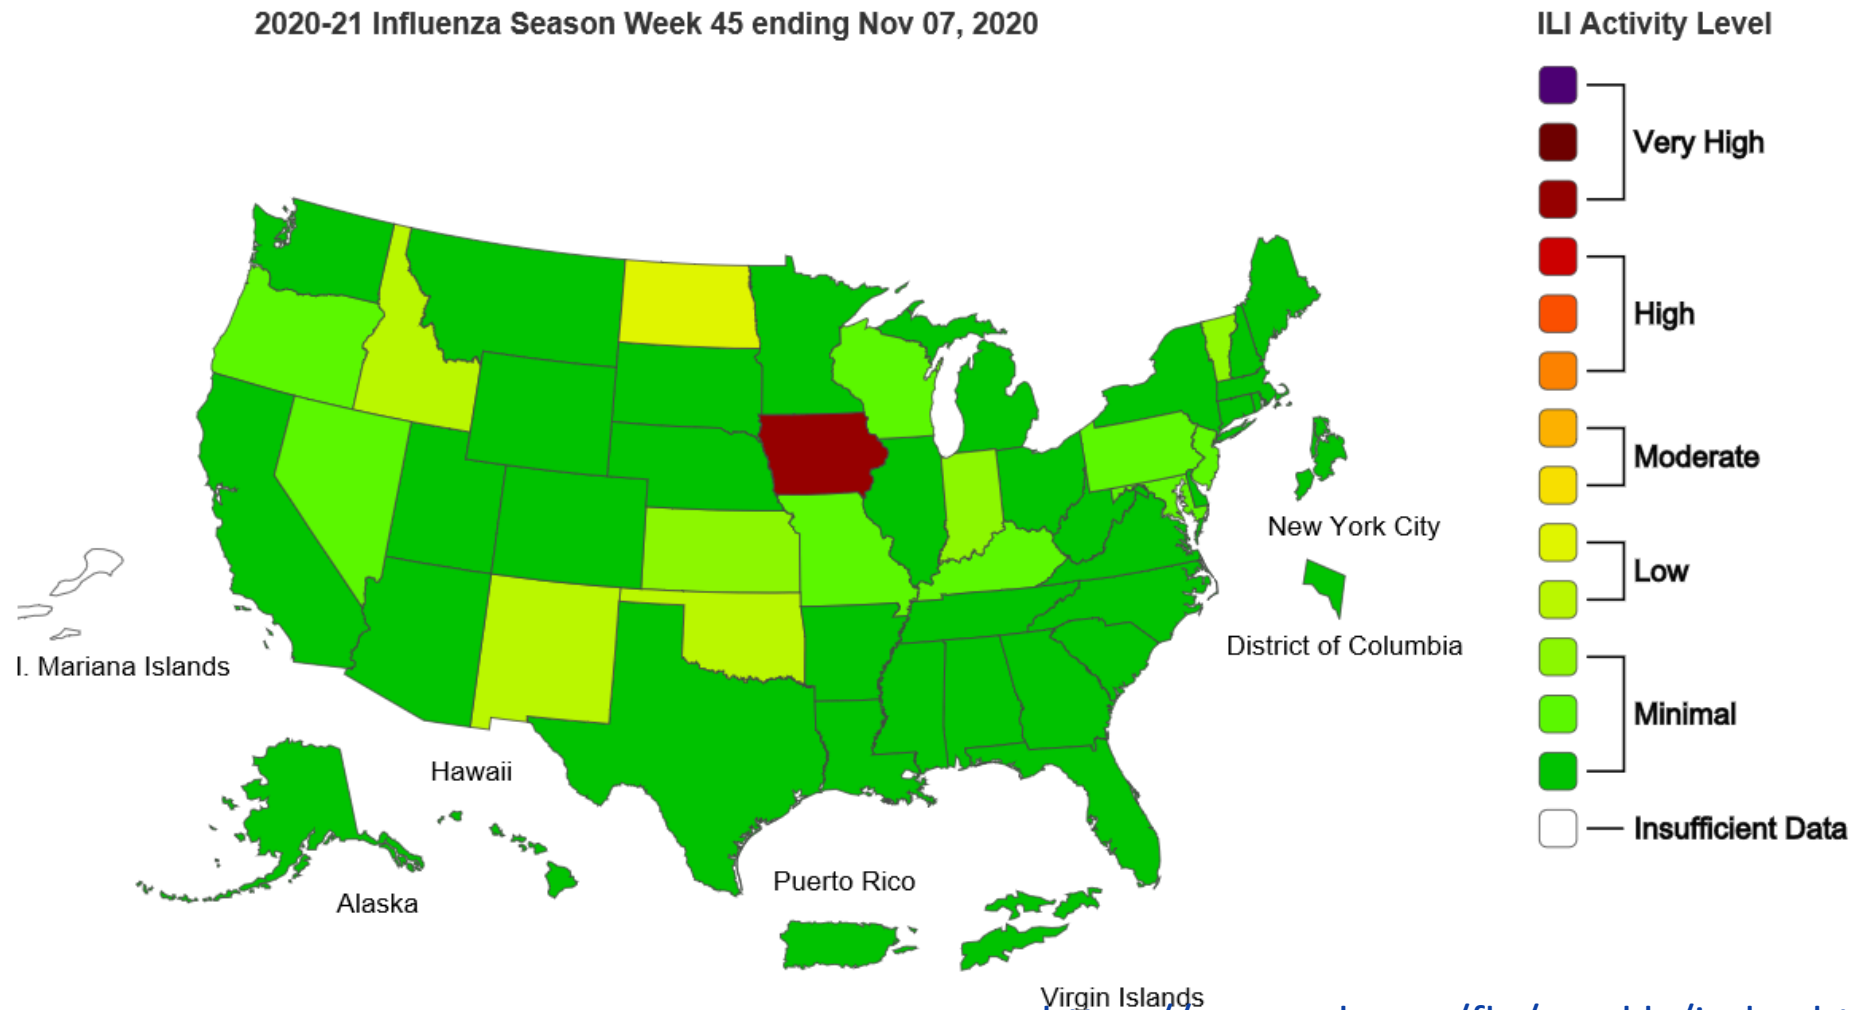 2020-21 Influenza Season Week 45 ending Nov 07, 2020
ILI Activity Level
Very High
High
Moderate
Low
Minimal
Insufficient Data
New York City
District of Columbia
I. Mariana Islands
Hawaii
Alaska
Puerto Rico
Virgin Islands